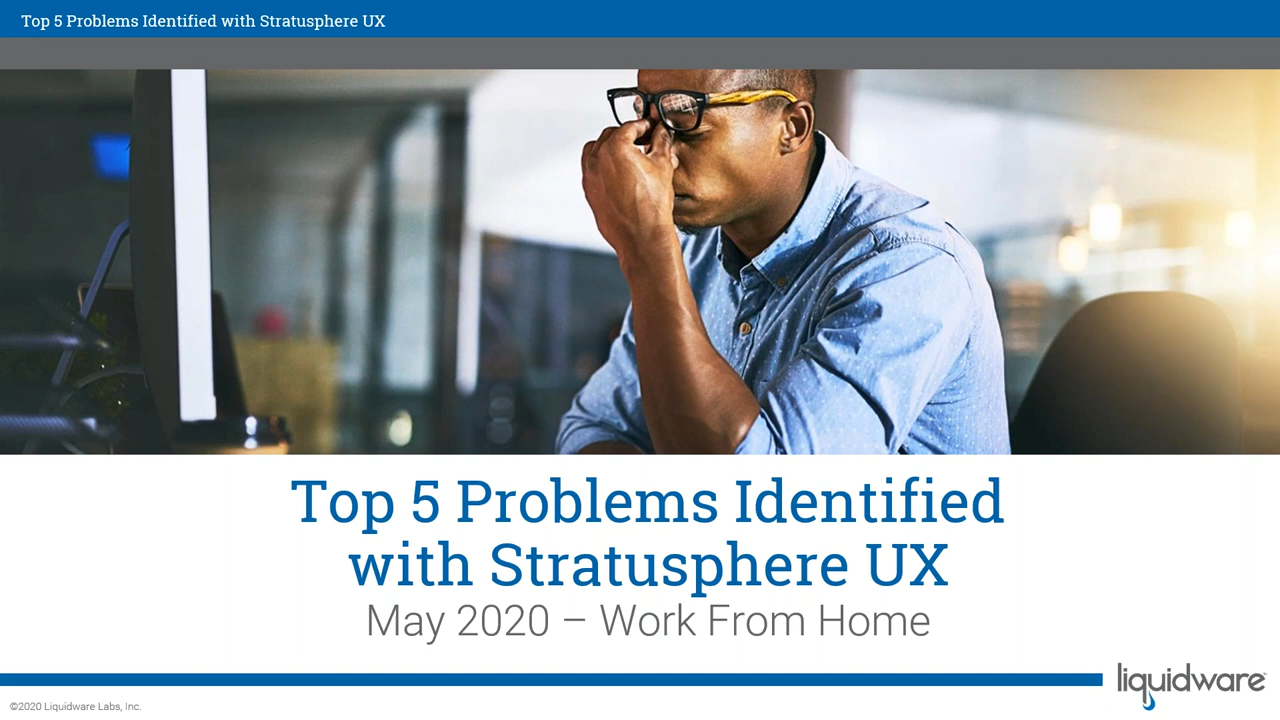 Top 5 Problems Identified with Stratusphere UX
Top 5 Problems Identified
with Stratusphere UX
May 2020 – Work From Home
liquidware
©2020 Liquidware Labs, Inc.